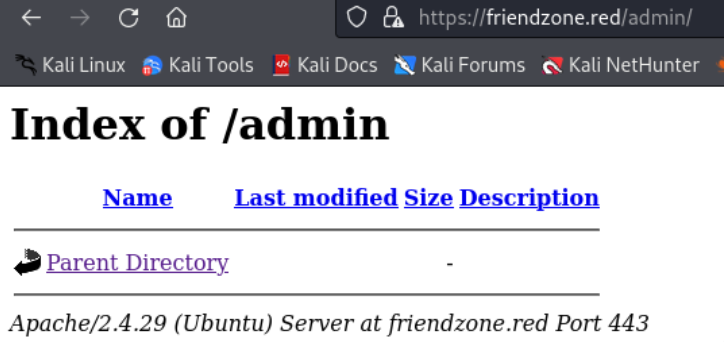 https://friendzone.red/admin/
Kali Linux Kali Tools Kali Docs Kali Forums Kali NetHunter
Index of /admin
Name Last modified Size Description
Parent Directory -
Apache/2.4.29 (Ubuntu) Server at friendzone.red Port 443